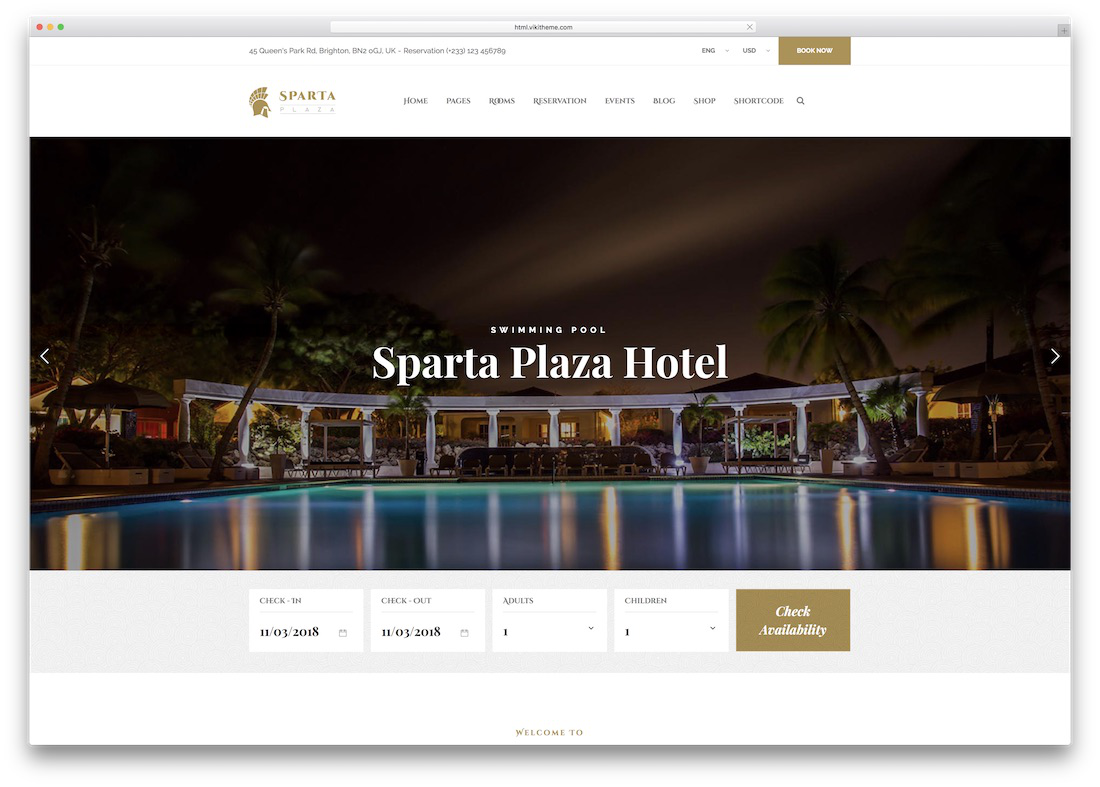 html.vikitheme.com
45 Queen's Park Rd, Brighton, BN2 0GJ, UK - Reservation (+233) 123 456789
ENG
USD
BOOK NOW
SPARTA
PLAZA
HOME
PAGES
ROOMS
RESERVATION
EVENTS
BLOG
SHOP
SHORTCODE
SWIMMING POOL
Sparta Plaza Hotel
CHECK - IN
CHECK - OUT
ADULTS
CHILDREN
11/03/2018
11/03/2018
1
1
Check
Availability
WELCOME TO